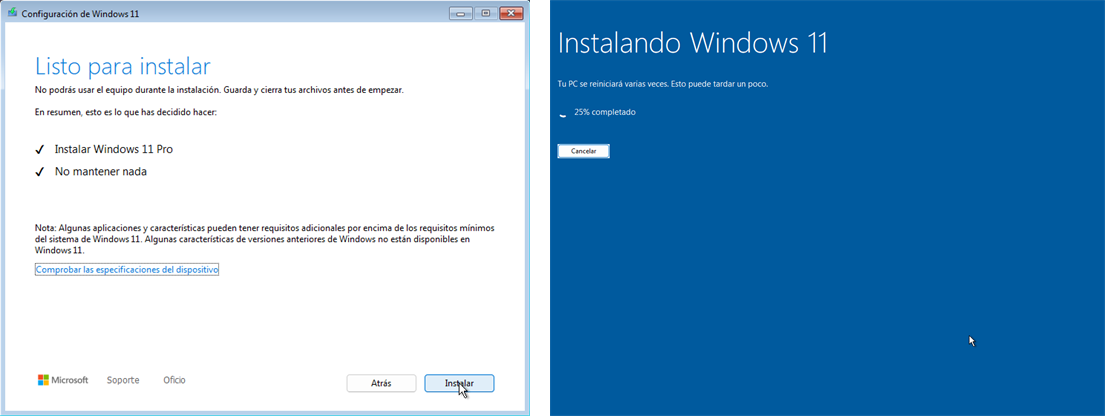 Configuración de Windows 11
Listo para instalar
No podrás usar el equipo durante la instalación. Guarda y cierra tus archivos antes de empezar.
En resumen, esto es lo que has decidido hacer:
Instalar Windows 11 Pro
No mantener nada
Nota: Algunas aplicaciones y características pueden tener requisitos adicionales por encima de los requisitos mínimos
del sistema de Windows 11. Algunas características de versiones anteriores de Windows no están disponibles en
Windows 11.
Comprobar las especificaciones del dispositivo
Microsoft Soporte Oficio
Atrás Instalar
Instalando Windows 11
Tu PC se reiniciará varias veces. Esto puede tardar un poco.
25% completado
Cancelar